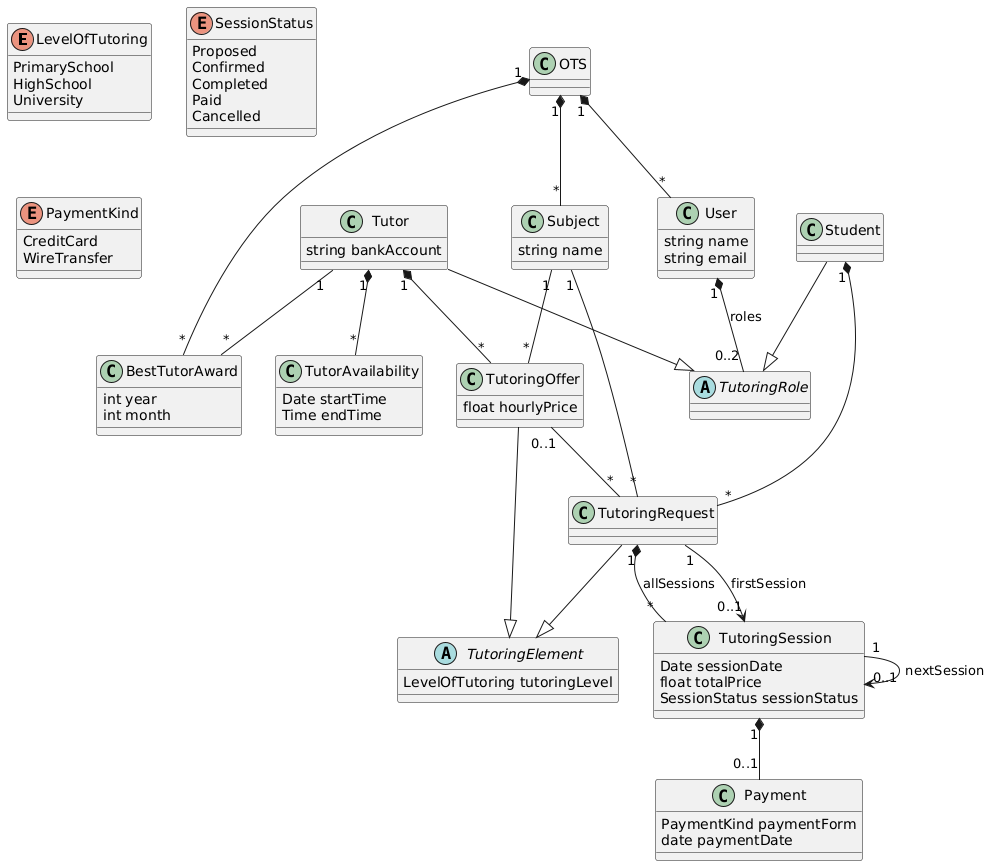 E LevelOfTutoring
PrimarySchool
HighSchool
University
E SessionStatus
Proposed
Confirmed
Completed
Paid
Cancelled
C OTS
1
1
1
*
*
E PaymentKind
CreditCard
WireTransfer
C Tutor
string bankAccount
C Subject
string name
C User
string name
string email
C Student
1
1
1
1
1
1
1
roles
*
*
*
*
*
0..2
C BestTutorAward
int year
int month
C TutorAvailability
Date startTime
Time endTime
C TutoringOffer
float hourlyPrice
A TutoringRole
0..1
*
*
*
C TutoringRequest
1
1
allSessions
firstSession
*
0..1
A TutoringElement
LevelOfTutoring tutoringLevel
C TutoringSession
Date sessionDate
float totalPrice
SessionStatus sessionStatus
1
0..1
nextSession
1
0..1
C Payment
PaymentKind paymentForm
date paymentDate